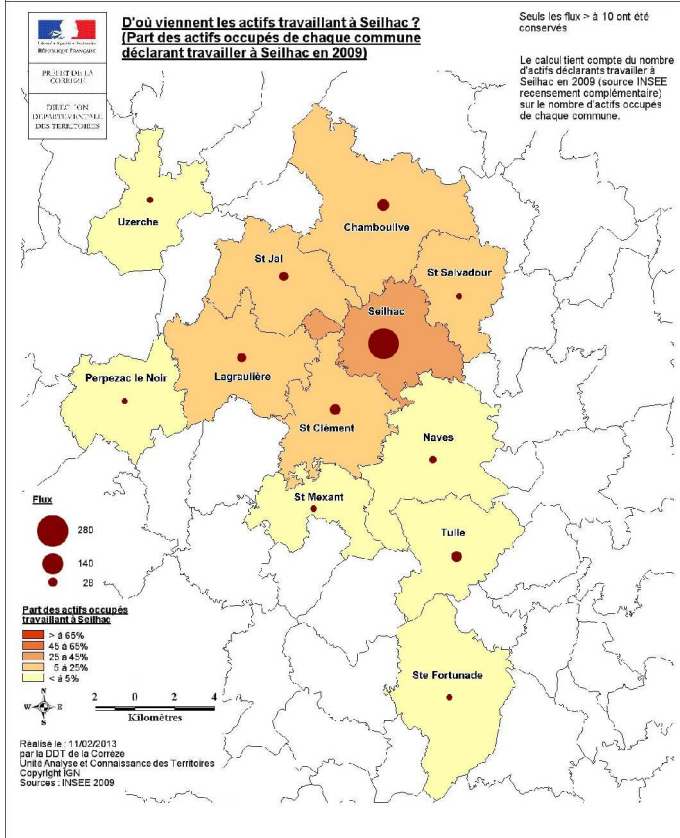 D'où viennent les actifs travaillant à Seilhac ?
(Part des actifs occupés de chaque commune
déclarant travailler à Seilhac en 2009)
Seuls les flux > à 10 ont été
conservés
Le calcul tient compte du nombre
d'actifs déclarants travailler à
Seilhac en 2009 (source INSEE
recensement complémentaire)
sur le nombre d'actifs occupés
de chaque commune.
Liberté • Égalité • Fraternité
RÉPUBLIQUE FRANÇAISE
PRÉFET DE LA
CORRÈZE
DIRECTION
DÉPARTEMENTALE
DES TERRITOIRES
Uzerche
Chamboulive
St Jal
St Salvadour
Seilhac
Perpezac le Noir
Lagraulière
St Clément
Naves
St Mexant
Tulle
Ste Fortunade
Flux
280
140
28
Part des actifs occupés
travaillant à Seilhac
> à 65%
45 à 65%
25 à 45%
5 à 25%
< à 5%
N
W E
S
2 0 2 4
Kilomètres
Réalisé le : 11/02/2013
par la DDT de la Corrèze
Unité Analyse et Connaissance des Territoires
Copyright IGN
Sources : INSEE 2009